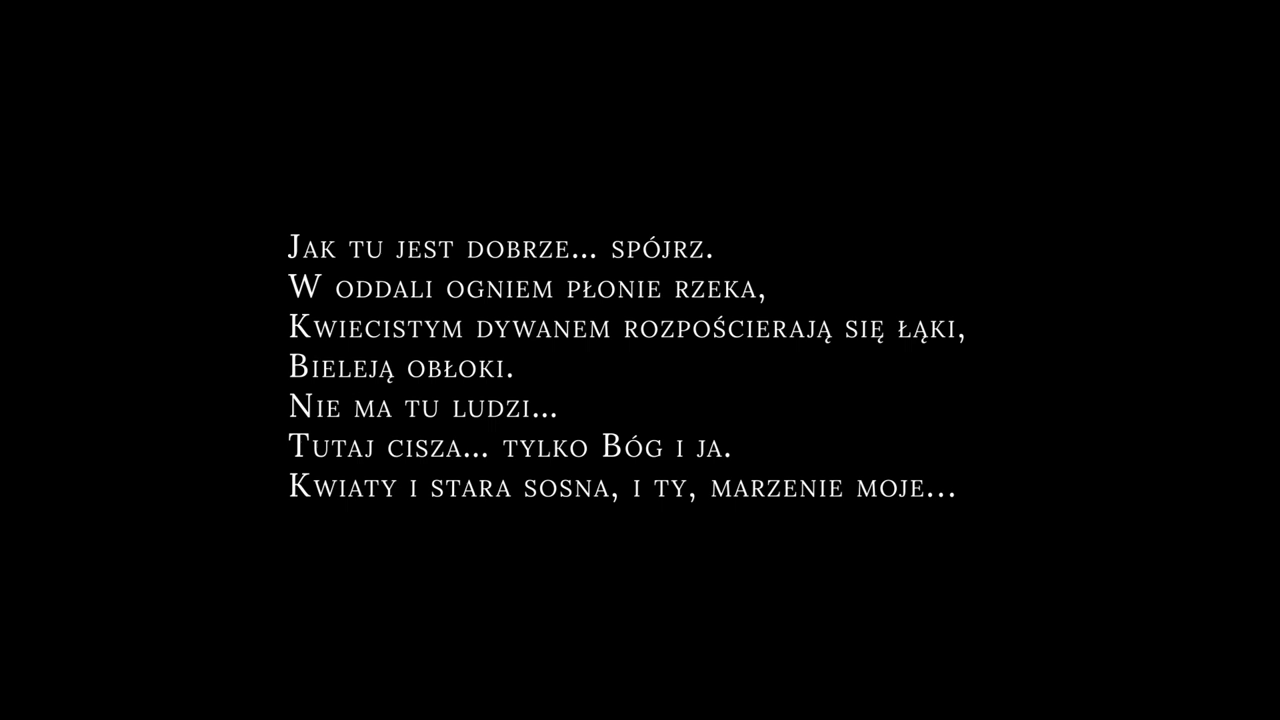 Jak tu jest dobrze... spójrz.
W oddali ogniem płonie rzeka,
Kwiecistym dywanem rozpościerają się łąki,
Bieleją obłoki.
Nie ma tu ludzi...
Tutaj cisza... tylko Bóg i ja.
Kwiaty i stara sosna, i ty, marzenie moje...